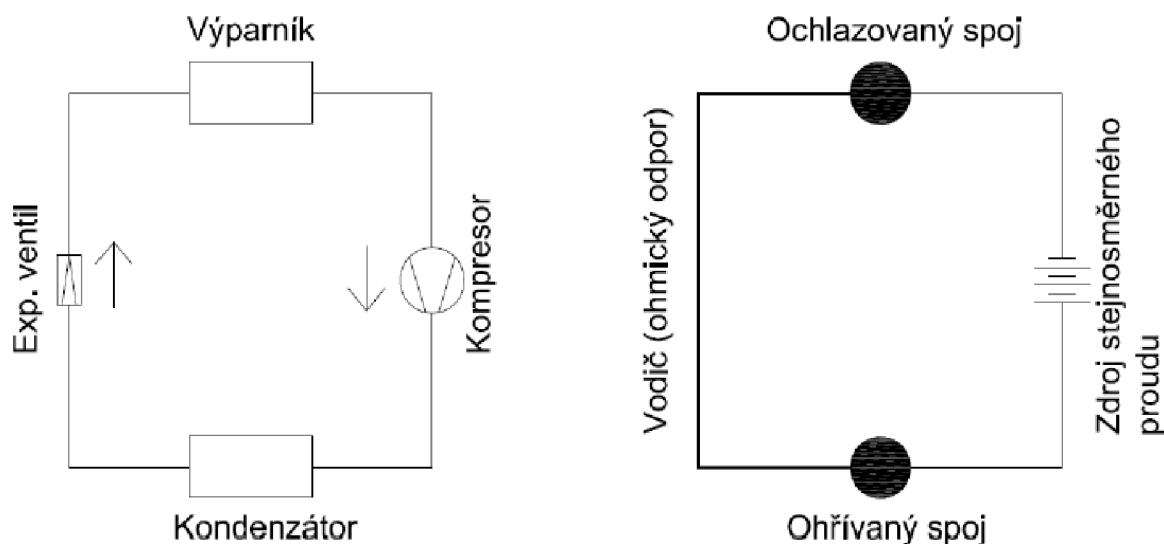 Výparník
Exp. ventil
Kompresor
Kondenzátor
Ochlazovaný spoj
Vodič (ohmický odpor)
Zdroj stejnosměrného
proudu
Ohřívaný spoj